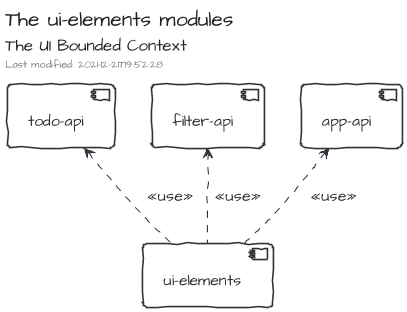 The ui-elements modules
The UI Bounded Context
Last modified: 2021-12-21T19:52:28
todo-api
filter-api
app-api
«use»
«use»
«use»
ui-elements